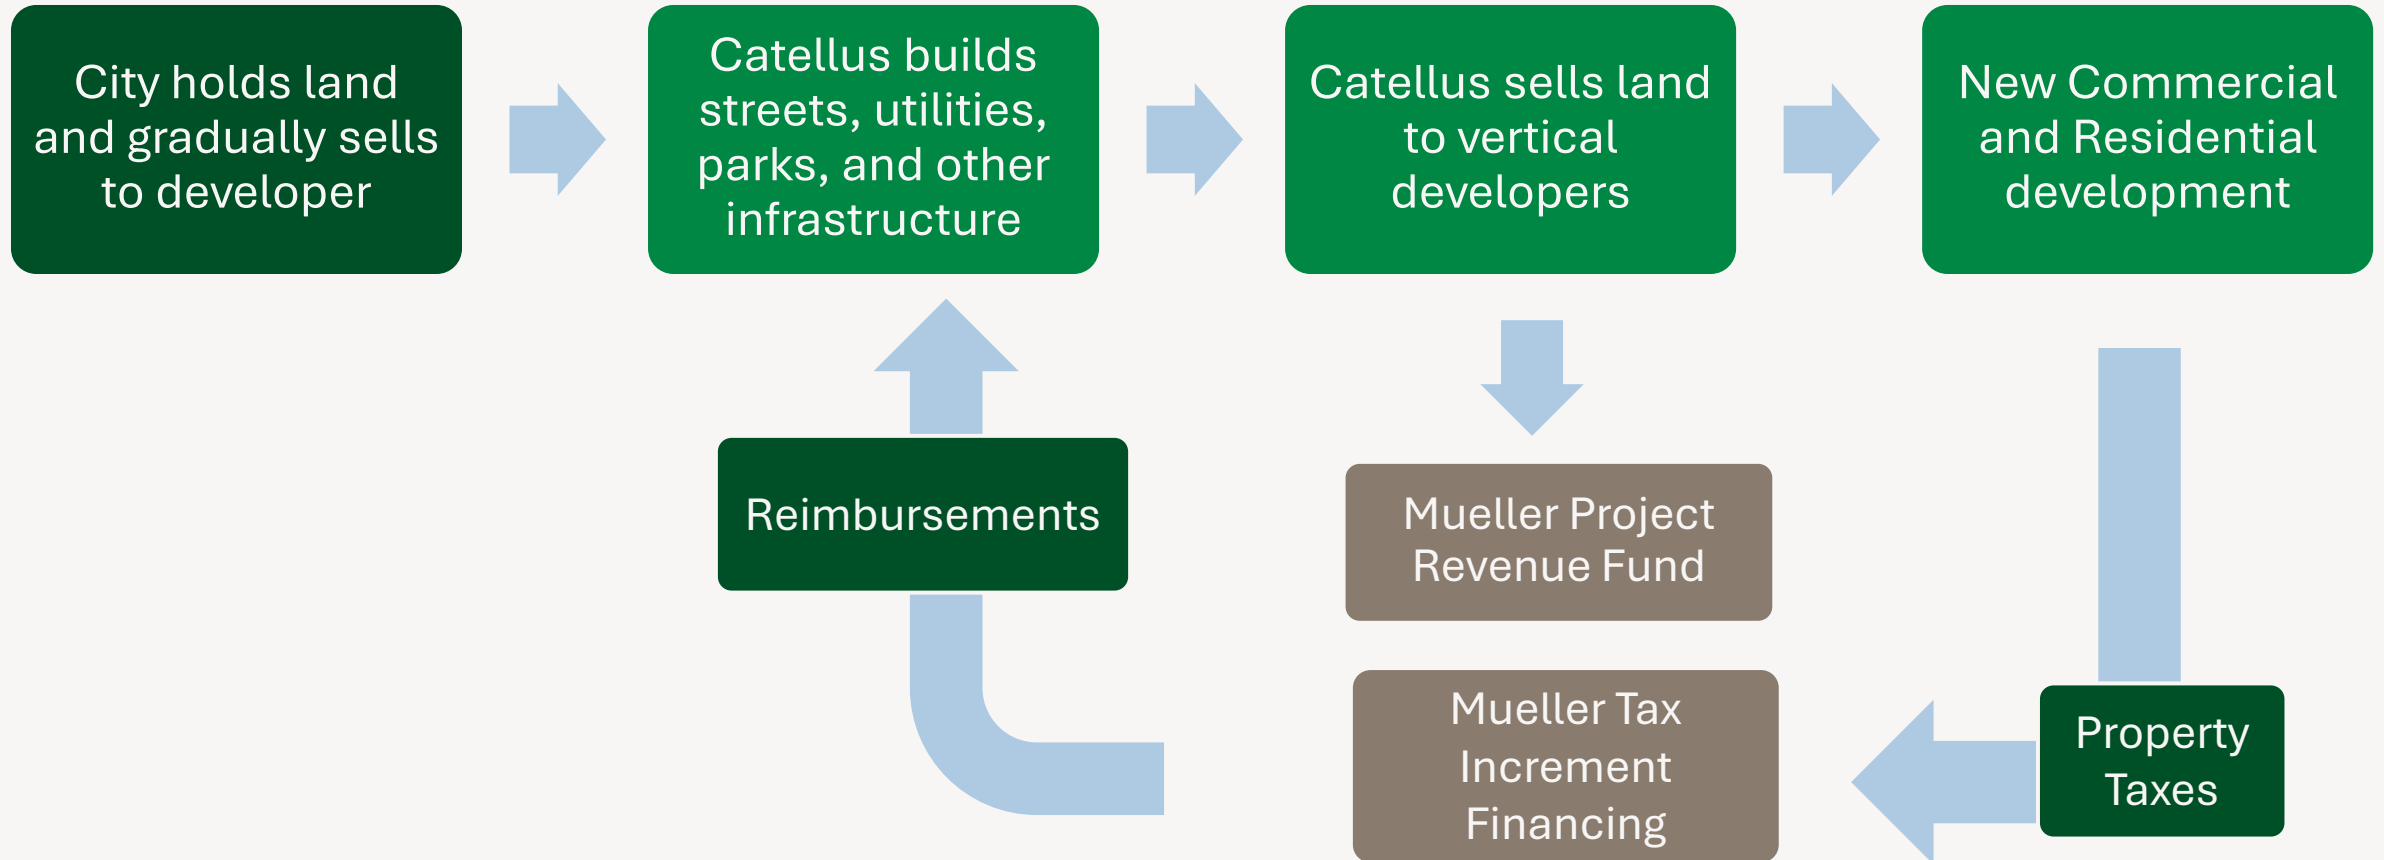 City holds land
and gradually sells
to developer
Catellus builds
streets, utilities,
parks, and other
infrastructure
Catellus sells land
to vertical
developers
New Commercial
and Residential
development
Reimbursements
Mueller Project
Revenue Fund
Mueller Tax
Increment
Financing
Property
Taxes